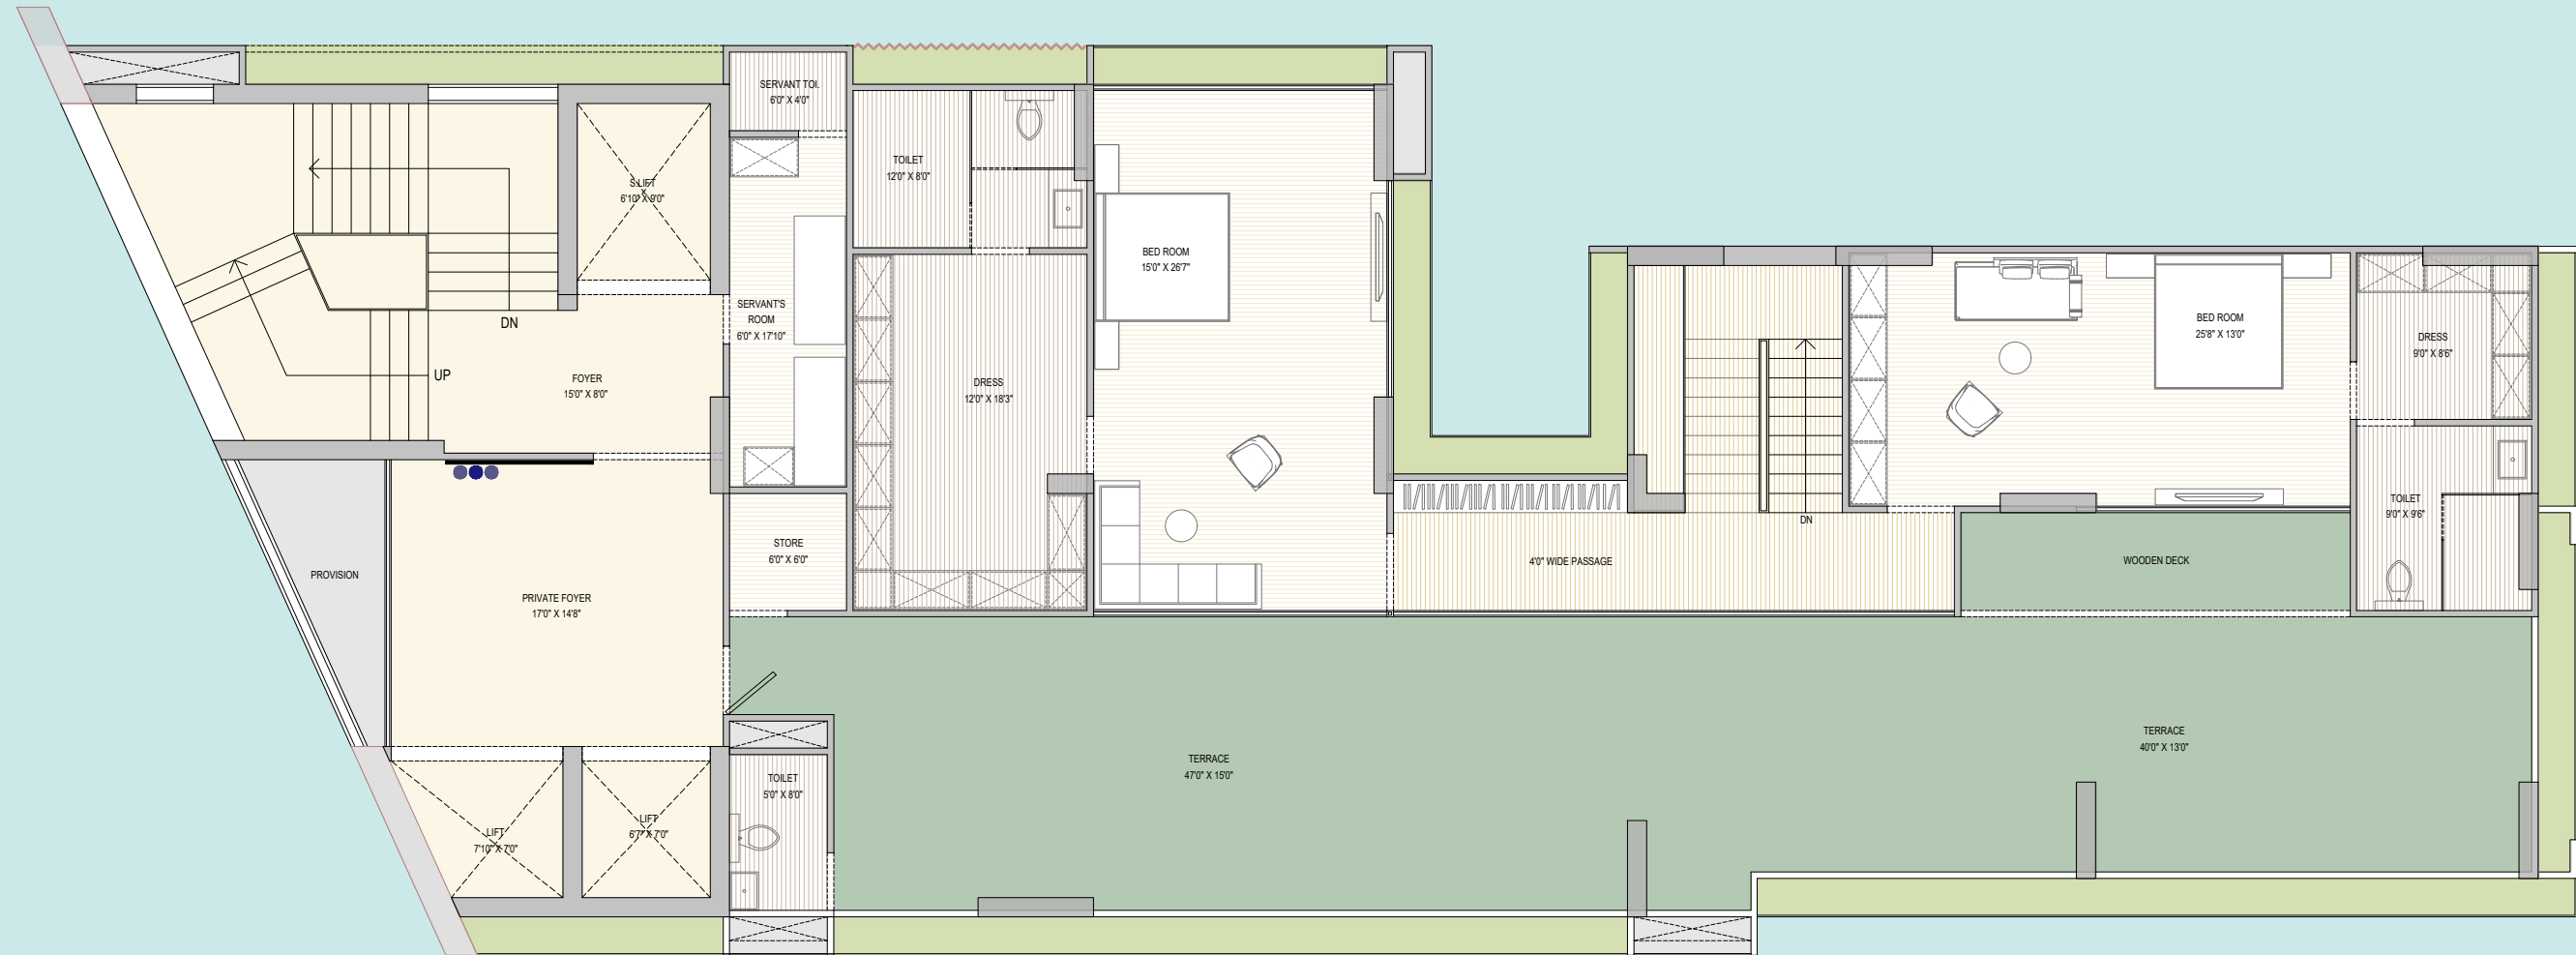 SERVANT TOI.
6'0" X 4'0"
TOILET
12'0" X 8'0"
S.LIFT
6'10" X 9'0"
BED ROOM
15'0" X 26'7"
SERVANT'S
ROOM
6'0" X 17'10"
DN
UP
FOYER
15'0" X 8'0"
DRESS
12'0" X 18'3"
BED ROOM
25'8" X 13'0"
DRESS
9'0" X 8'6"
TOILET
9'0" X 9'6"
DN
STORE
6'0" X 6'0"
4'0" WIDE PASSAGE
WOODEN DECK
PROVISION
PRIVATE FOYER
17'0" X 14'8"
TERRACE
47'0" X 15'0"
TERRACE
40'0" X 13'0"
TOILET
5'0" X 8'0"
LIFT
7'10" X 7'0"
LIFT
6'7" X 7'0"